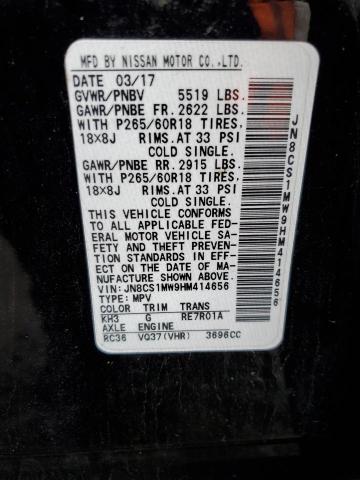 MFD BY NISSAN MOTOR CO.,LTD.
DATE 03/17
GVWR/PNBV 5519 LBS.
GAWR/PNBE FR. 2622 LBS.
WITH P265/60R18 TIRES.
18X8J RIMS.AT 33 PSI
COLD SINGLE.
GAWR/PNBE RR. 2915 LBS.
WITH P265/60R18 TIRES.
18X8J RIMS.AT 33 PSI
COLD SINGLE.
THIS VEHICLE CONFORMS
TO ALL APPLICABLE FED-
ERAL MOTOR VEHICLE SA-
FETY AND THEFT PREVEN-
TION STANDARDS IN EFF-
ECT ON THE DATE OF MA-
NUFACTURE SHOWN ABOVE.
VIN:JN8CS1MW9HM414656
TYPE: MPV
COLOR TRIM TRANS
KH3 G RE7R01A
AXLE ENGINE
RC36 VQ37(VHR) 3696CC
JN8CS1MW9HM414656